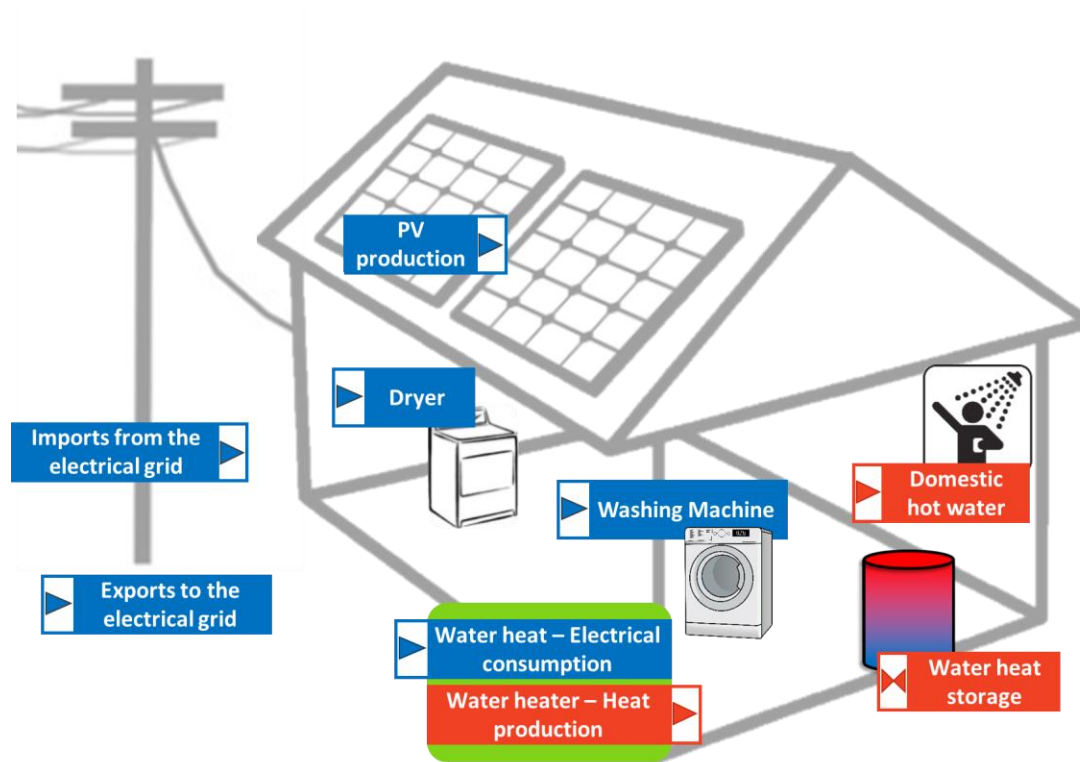 PV
production
Dryer
Imports from the
electrical grid
Washing Machine
Domestic
hot water
Exports to the
electrical grid
Water heat – Electrical
consumption
Water heater – Heat
production
Water heat
storage